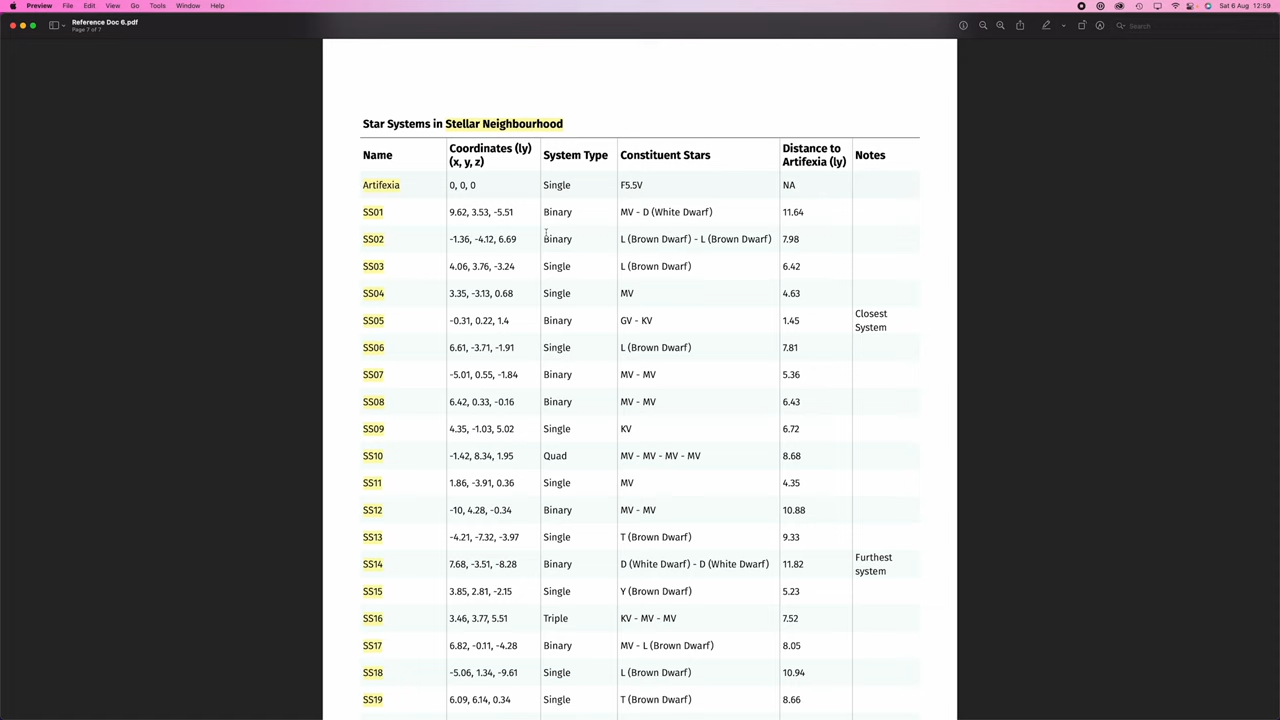 Preview File Edit View Go Tools Window Help Sat 6 Aug 12:59
Reference Doc 6.pdf
Page 7 of 7
Search
Star Systems in Stellar Neighbourhood
Name Coordinates (ly) (x, y, z) System Type Constituent Stars Distance to Artifexia (ly) Notes
Artifexia 0, 0, 0 Single F5.5V NA
SS01 9.62, 3.53, -5.51 Binary MV - D (White Dwarf) 11.64
SS02 -1.36, -4.12, 6.69 Binary L (Brown Dwarf) - L (Brown Dwarf) 7.98
SS03 4.06, 3.76, -3.24 Single L (Brown Dwarf) 6.42
SS04 3.35, -3.13, 0.68 Single MV 4.63
SS05 -0.31, 0.22, 1.4 Binary GV - KV 1.45 Closest System
SS06 6.61, -3.71, -1.91 Single L (Brown Dwarf) 7.81
SS07 -5.01, 0.55, -1.84 Binary MV - MV 5.36
SS08 6.42, 0.33, -0.16 Binary MV - MV 6.43
SS09 4.35, -1.03, 5.02 Single KV 6.72
SS10 -1.42, 8.34, 1.95 Quad MV - MV - MV - MV 8.68
SS11 1.86, -3.91, 0.36 Single MV 4.35
SS12 -10, 4.28, -0.34 Binary MV - MV 10.88
SS13 -4.21, -7.32, -3.97 Single T (Brown Dwarf) 9.33
SS14 7.68, -3.51, -8.28 Binary D (White Dwarf) - D (White Dwarf) 11.82 Furthest system
SS15 3.85, 2.81, -2.15 Single Y (Brown Dwarf) 5.23
SS16 3.46, 3.77, 5.51 Triple KV - MV - MV 7.52
SS17 6.82, -0.11, -4.28 Binary MV - L (Brown Dwarf) 8.05
SS18 -5.06, 1.34, -9.61 Single L (Brown Dwarf) 10.94
SS19 6.09, 6.14, 0.34 Single T (Brown Dwarf) 8.66